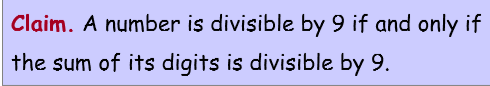 Claim. A number is divisible by 9 if and only if
the sum of its digits is divisible by 9.